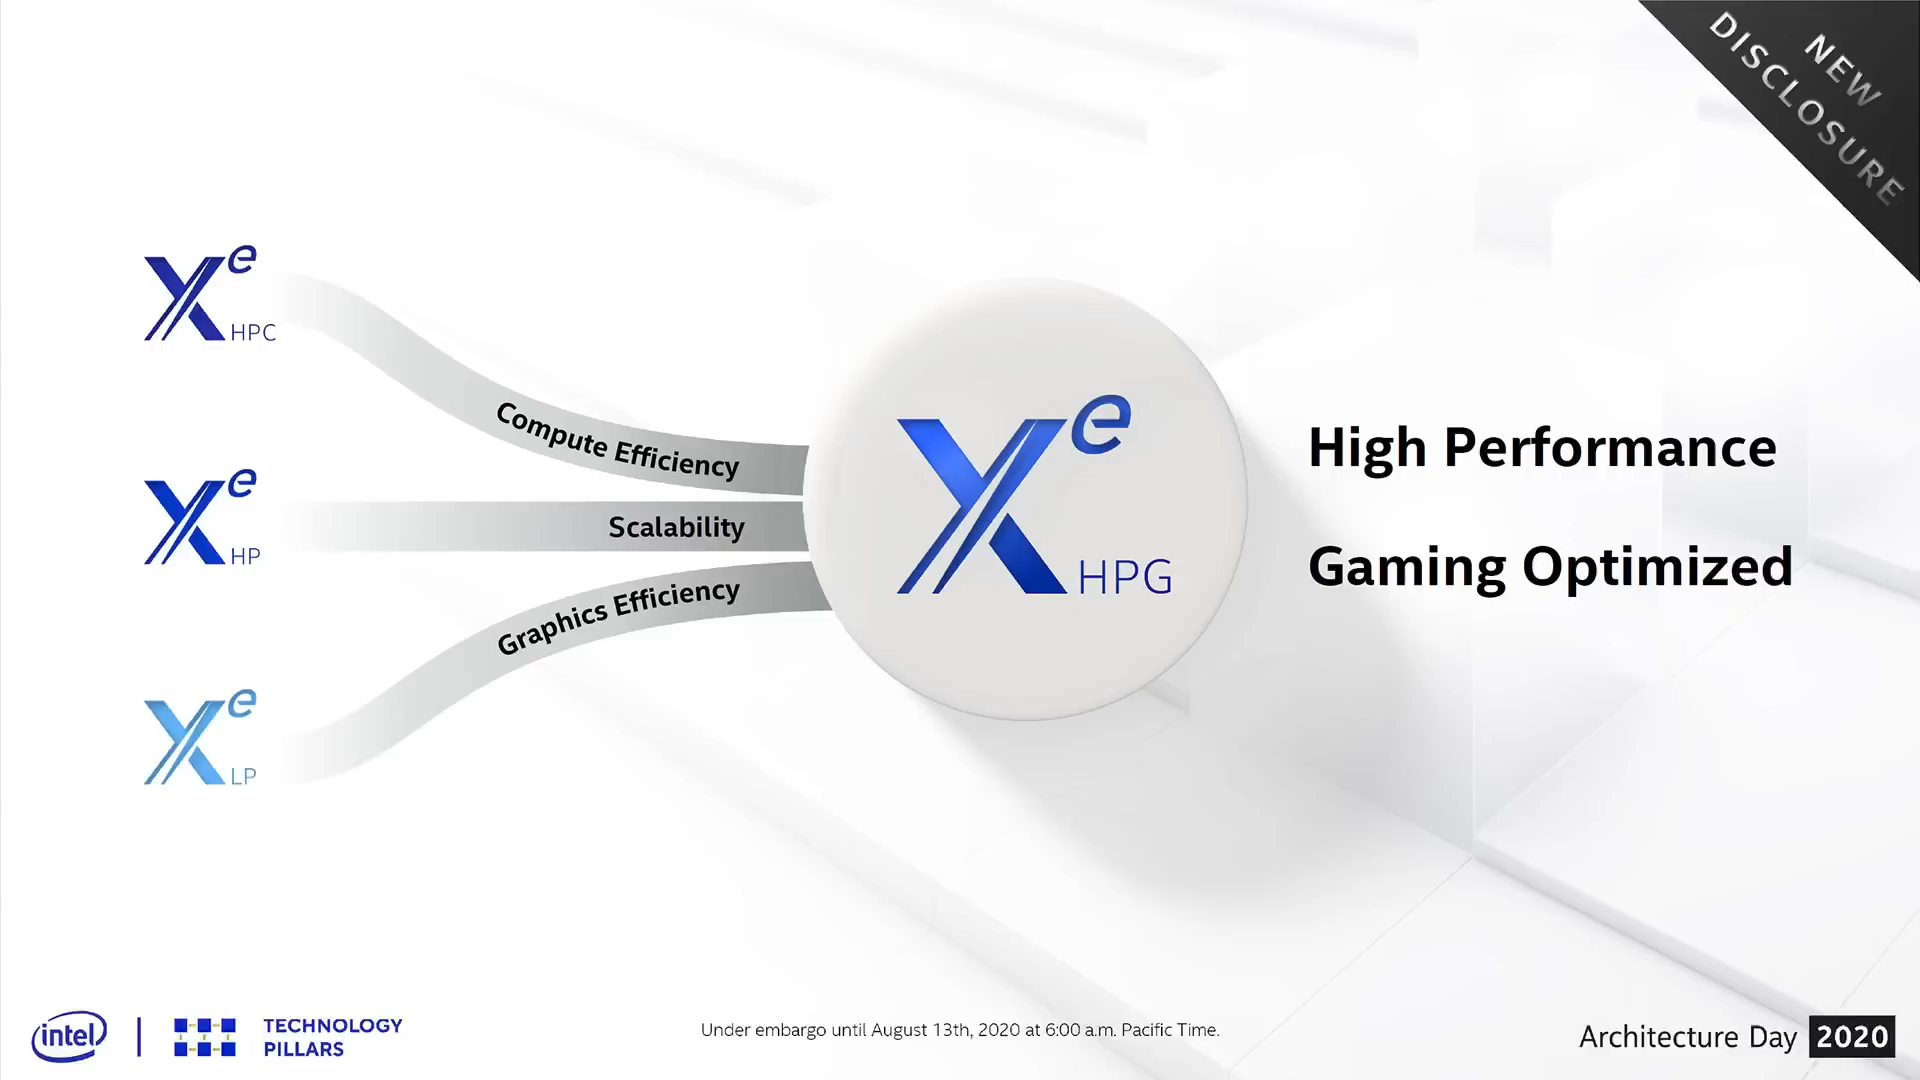 NEW
DISCLOSURE
Xe HPC
Compute Efficiency
Xe HP
Scalability
Xe LP
Graphics Efficiency
Xe HPG
High Performance
Gaming Optimized
intel
TECHNOLOGY
PILLARS
Under embargo until August 13th, 2020 at 6:00 a.m. Pacific Time.
Architecture Day 2020